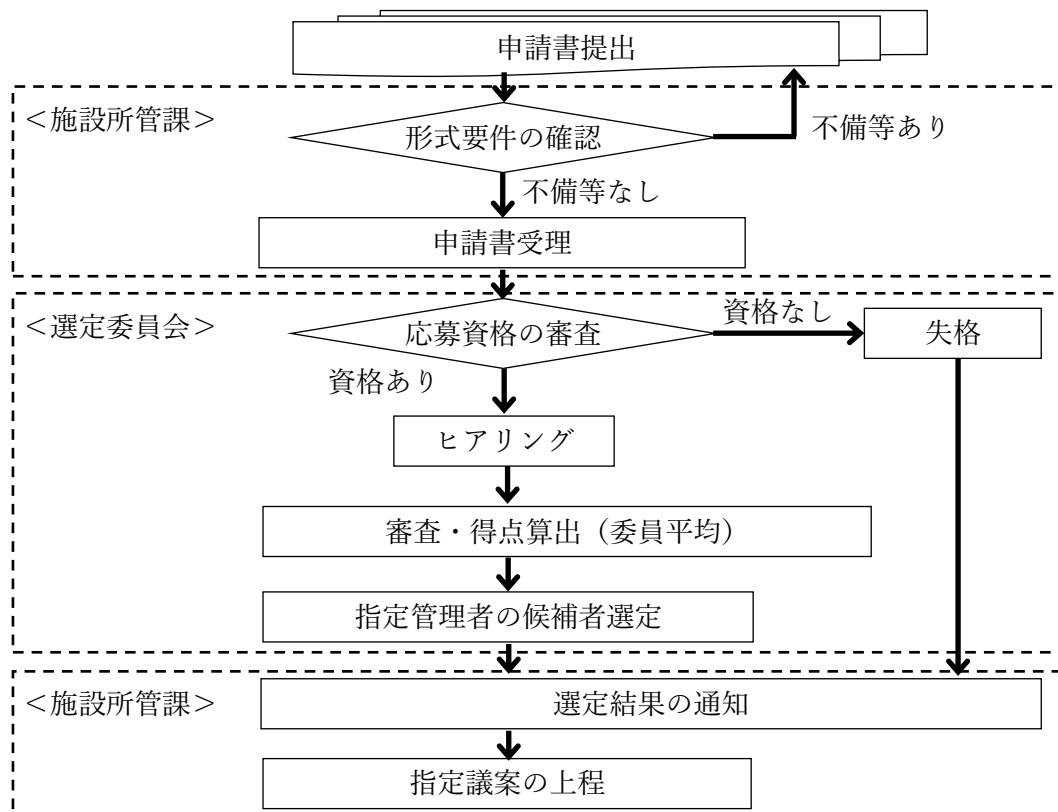 申請書提出
<施設所管課>
形式要件の確認
不備等あり
不備等なし
申請書受理
<選定委員会>
応募資格の審査
資格なし
失格
資格あり
ヒアリング
審査・得点算出（委員平均）
指定管理者の候補者選定
<施設所管課>
選定結果の通知
指定議案の上程